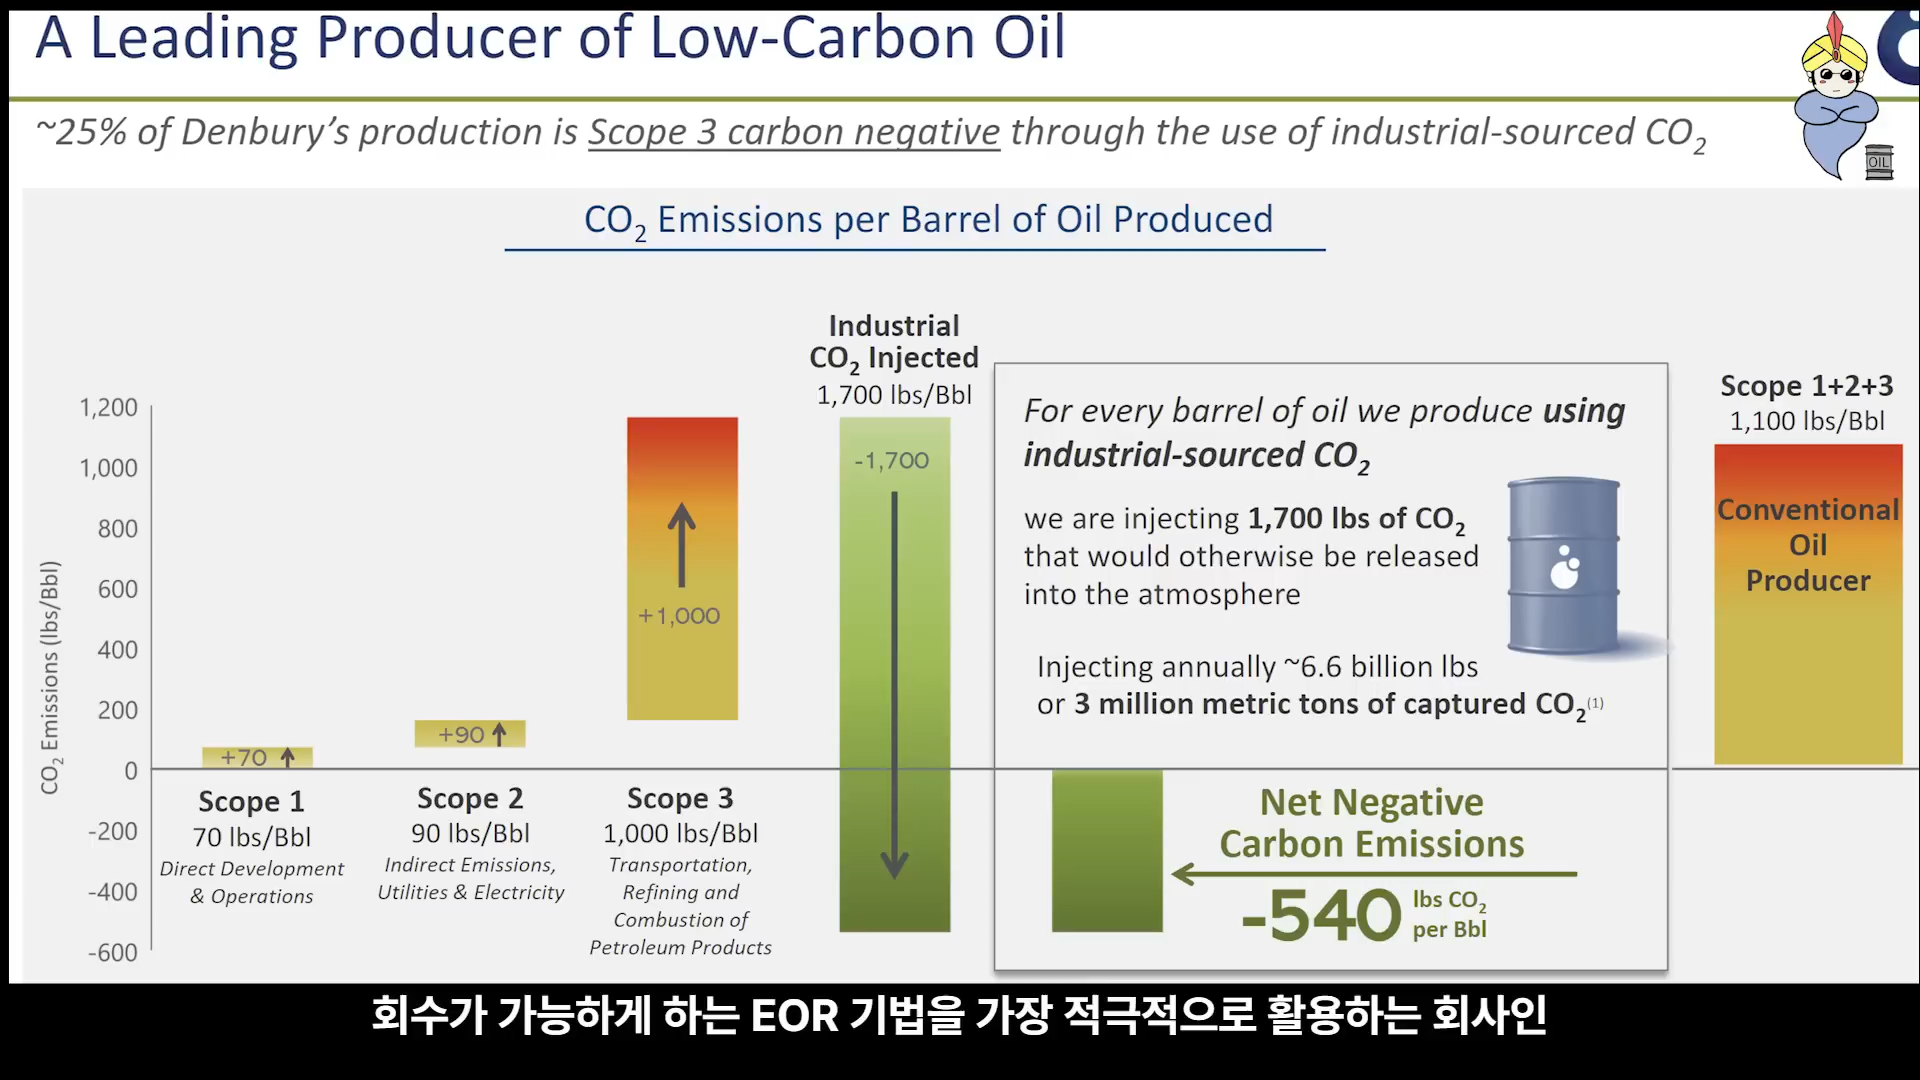 A Leading Producer of Low-Carbon Oil
~25% of Denbury’s production is Scope 3 carbon negative through the use of industrial-sourced CO₂
OIL
CO₂ Emissions per Barrel of Oil Produced
CO₂ Emissions (lbs/Bbl)
1,200
1,000
800
600
400
200
0
-200
-400
-600
+70
Scope 1
70 lbs/Bbl
Direct Development
& Operations
+90
Scope 2
90 lbs/Bbl
Indirect Emissions,
Utilities & Electricity
+1,000
Scope 3
1,000 lbs/Bbl
Transportation,
Refining and
Combustion of
Petroleum Products
Industrial
CO₂ Injected
1,700 lbs/Bbl
-1,700
For every barrel of oil we produce using
industrial-sourced CO₂
we are injecting 1,700 lbs of CO₂
that would otherwise be released
into the atmosphere
Injecting annually ~6.6 billion lbs
or 3 million metric tons of captured CO₂⁽¹⁾
Net Negative
Carbon Emissions
-540 lbs CO₂
per Bbl
Scope 1+2+3
1,100 lbs/Bbl
Conventional
Oil
Producer
회수가 가능하게 하는 EOR 기법을 가장 적극적으로 활용하는 회사인